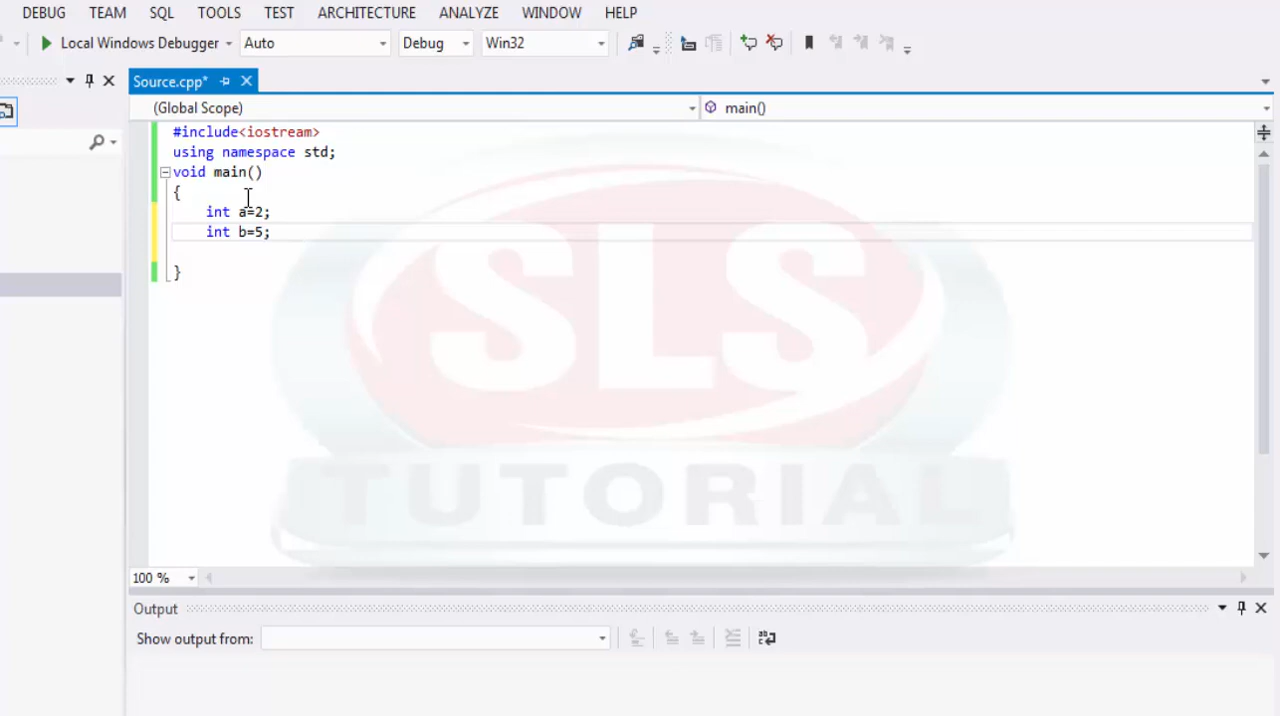 DEBUG TEAM SQL TOOLS TEST ARCHITECTURE ANALYZE WINDOW HELP
Local Windows Debugger Auto Debug Win32
Source.cpp*
(Global Scope) main()
#include<iostream>
using namespace std;
void main()
{
int a=2;
int b=5;
}
SLS
TUTORIAL
100 %
Output
Show output from: